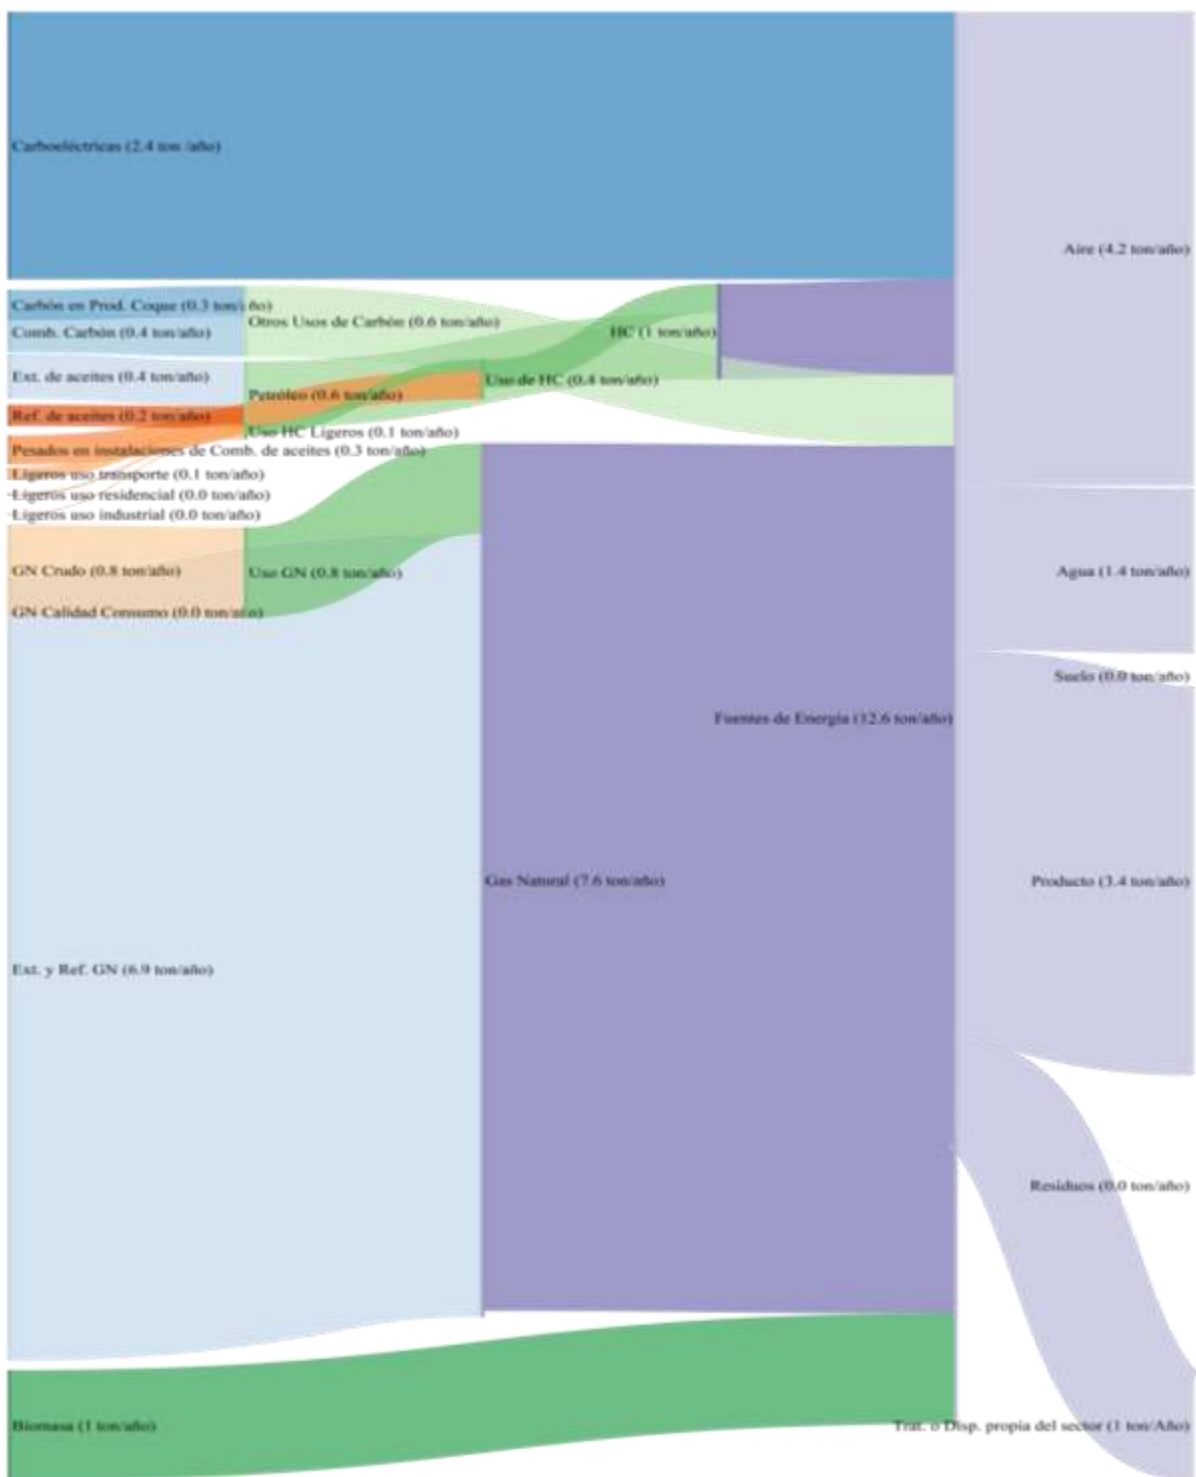 Carboeléctricas (2.4 ton /año)
Aire (4.2 ton/año)
Carbón en Prod. Coque (0.3 ton/año)
Otros Usos de Carbón (0.6 ton/año)
Comb. Carbón (0.4 ton/año)
HC (1 ton/año)
Ext. de aceites (0.4 ton/año)
Uso de HC (0.4 ton/año)
Petróleo (0.6 ton/año)
Ref. de aceites (0.2 ton/año)
Uso HC Ligeros (0.1 ton/año)
Pesados en instalaciones de Comb. de aceites (0.3 ton/año)
Ligeros uso transporte (0.1 ton/año)
Ligeros uso residencial (0.0 ton/año)
Ligeros uso industrial (0.0 ton/año)
GN Crudo (0.8 ton/año)
Uso GN (0.8 ton/año)
Agua (1.4 ton/año)
GN Calidad Consumo (0.0 ton/año)
Suelo (0.0 ton/año)
Fuentes de Energía (12.6 ton/año)
Gas Natural (7.6 ton/año)
Producto (3.4 ton/año)
Ext. y Ref. GN (6.9 ton/año)
Residuos (0.0 ton/año)
Biomasa (1 ton/año)
Trat. o Disp. propia del sector (1 ton/Año)